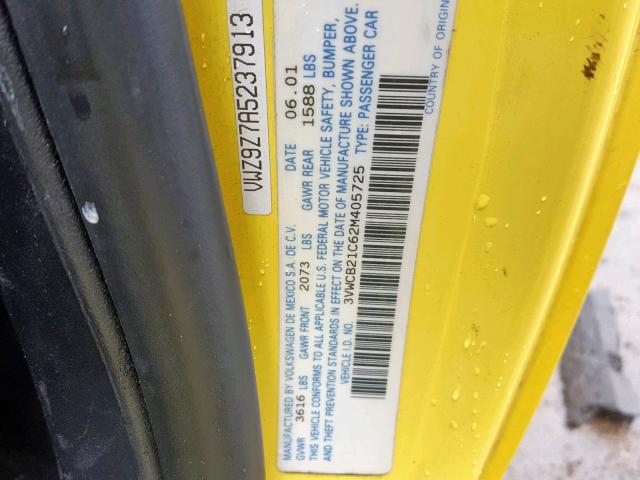 VWZ9Z7A5237913
MANUFACTURED BY VOLKSWAGEN DE MEXICO S.A. DE C.V. DATE 06.01
GVWR 3616 LBS GAWR FRONT 2073 LBS GAWR REAR 1588 LBS
THIS VEHICLE CONFORMS TO ALL APPLICABLE U.S. FEDERAL MOTOR VEHICLE SAFETY, BUMPER,
AND THEFT PREVENTION STANDARDS IN EFFECT ON THE DATE OF MANUFACTURE SHOWN ABOVE.
VEHICLE I.D. NO. 3VWCB21C62M405725 TYPE: PASSENGER CAR
COUNTRY OF ORIGIN